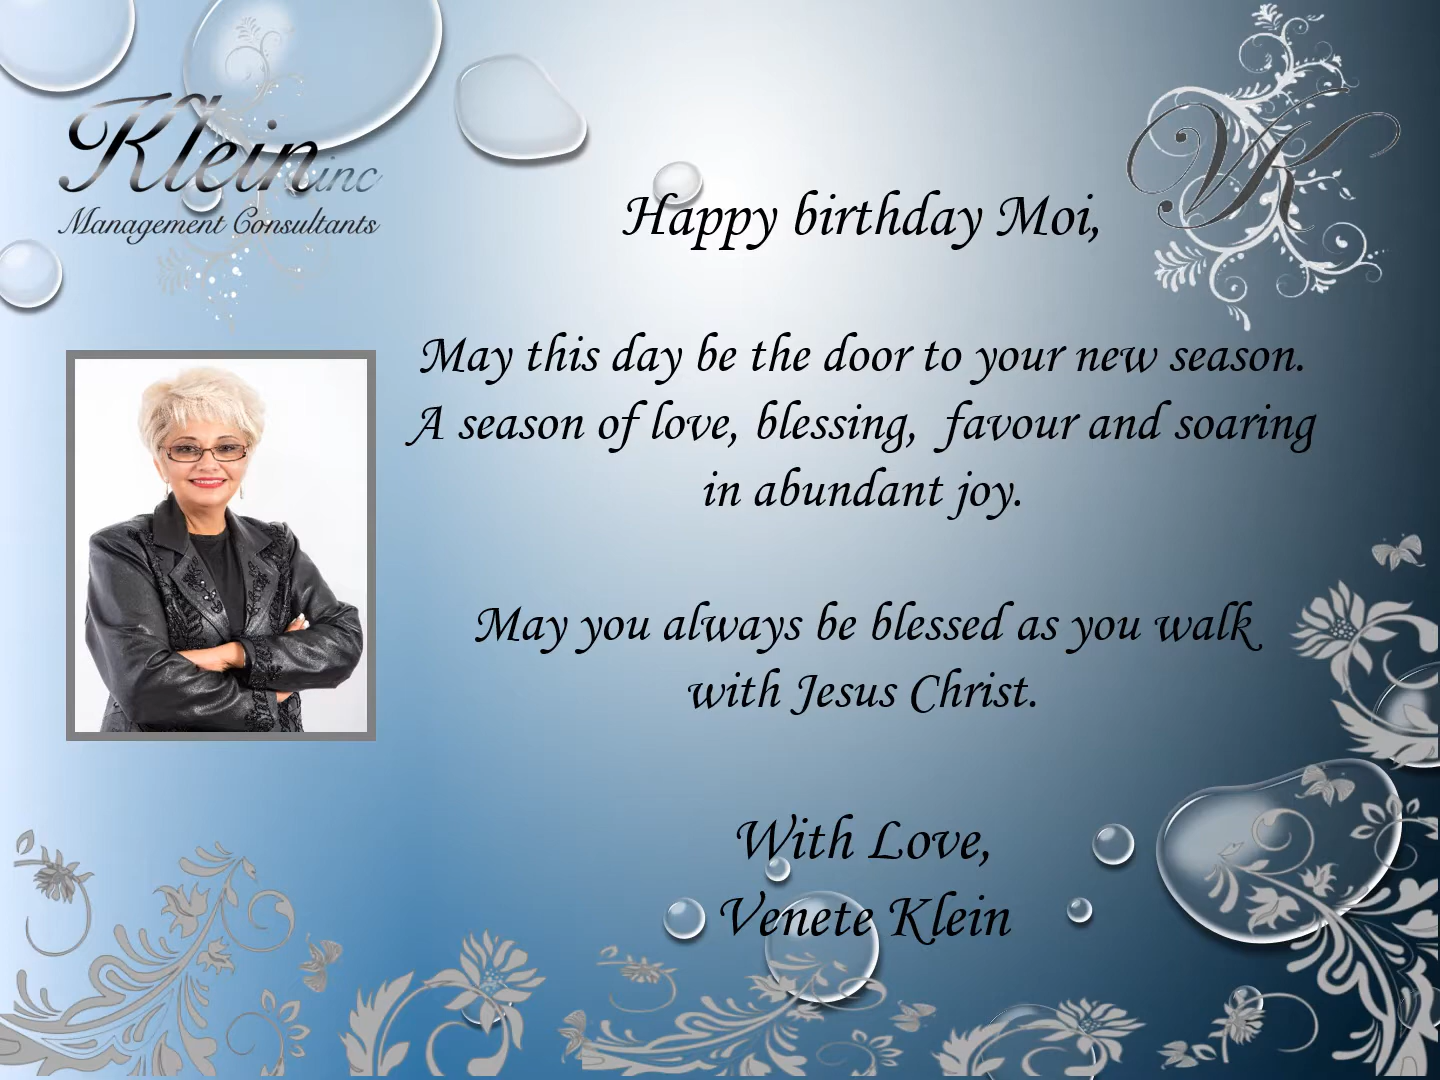 Klein inc
Management Consultants
VK
Happy birthday Moi,
May this day be the door to your new season.
A season of love, blessing,  favour and soaring
in abundant joy.
May you always be blessed as you walk
with Jesus Christ.
With Love,
Venete Klein